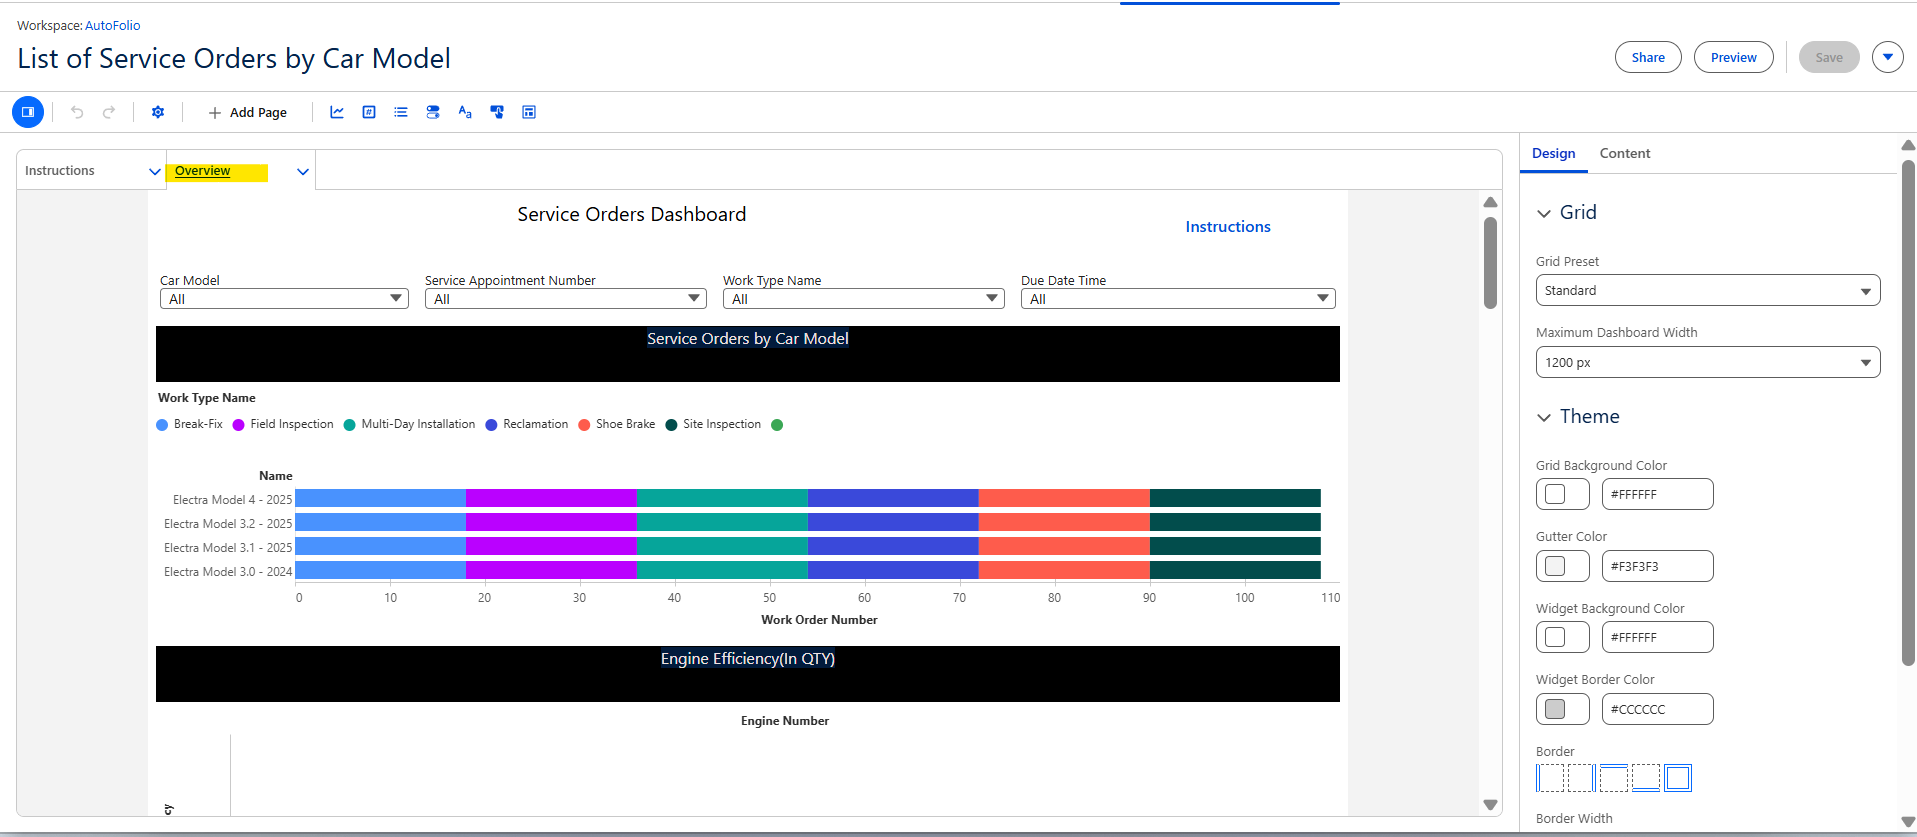 Workspace: AutoFolio
List of Service Orders by Car Model
Share
Preview
Save
Add Page
Instructions
Overview
Service Orders Dashboard
Instructions
Car Model
Service Appointment Number
Work Type Name
Due Date Time
All
All
All
All
Service Orders by Car Model
Work Type Name
Break-Fix
Field Inspection
Multi-Day Installation
Reclamation
Shoe Brake
Site Inspection
Name
Electra Model 4 - 2025
Electra Model 3.2 - 2025
Electra Model 3.1 - 2025
Electra Model 3.0 - 2024
0 10 20 30 40 50 60 70 80 90 100 110
Work Order Number
Engine Efficiency(In QTY)
Engine Number
cy
Design
Content
Grid
Grid Preset
Standard
Maximum Dashboard Width
1200 px
Theme
Grid Background Color
#FFFFFF
Gutter Color
#F3F3F3
Widget Background Color
#FFFFFF
Widget Border Color
#CCCCCC
Border
Border Width